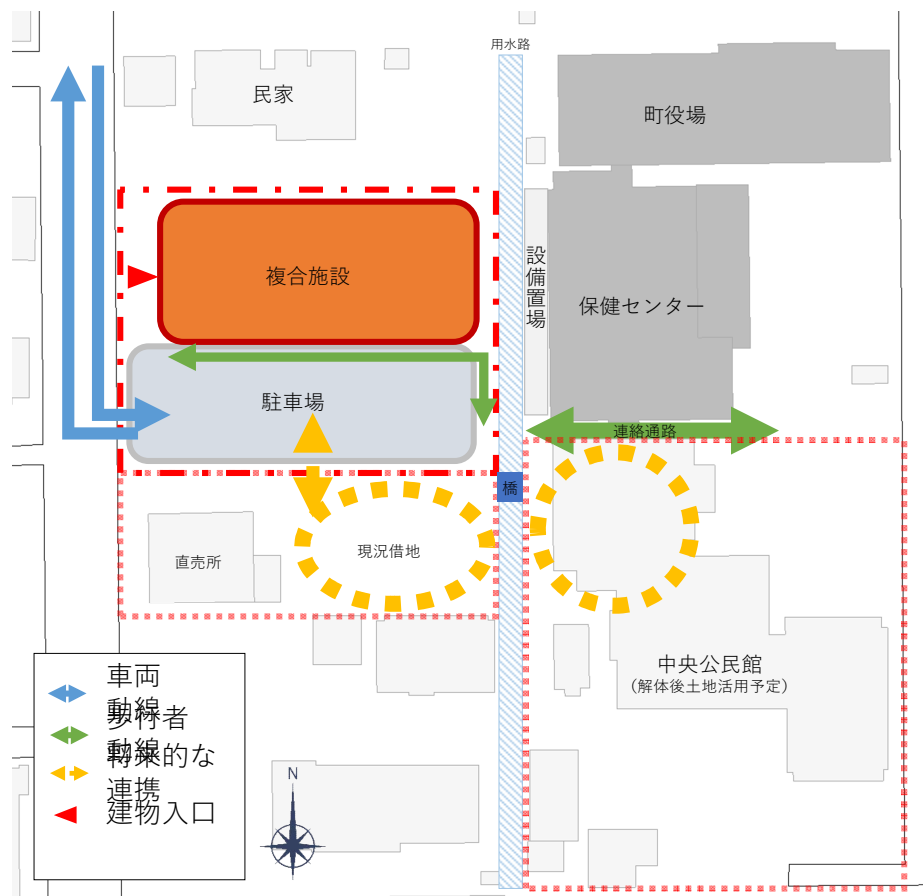 用水路
民家
町役場
複合施設
設備置場
保健センター
駐車場
連絡通路
橋
現況借地
直売所
中央公民館
(解体後土地活用予定)
車両
動線
歩行者
動線
将来的な
連携
建物入口
N